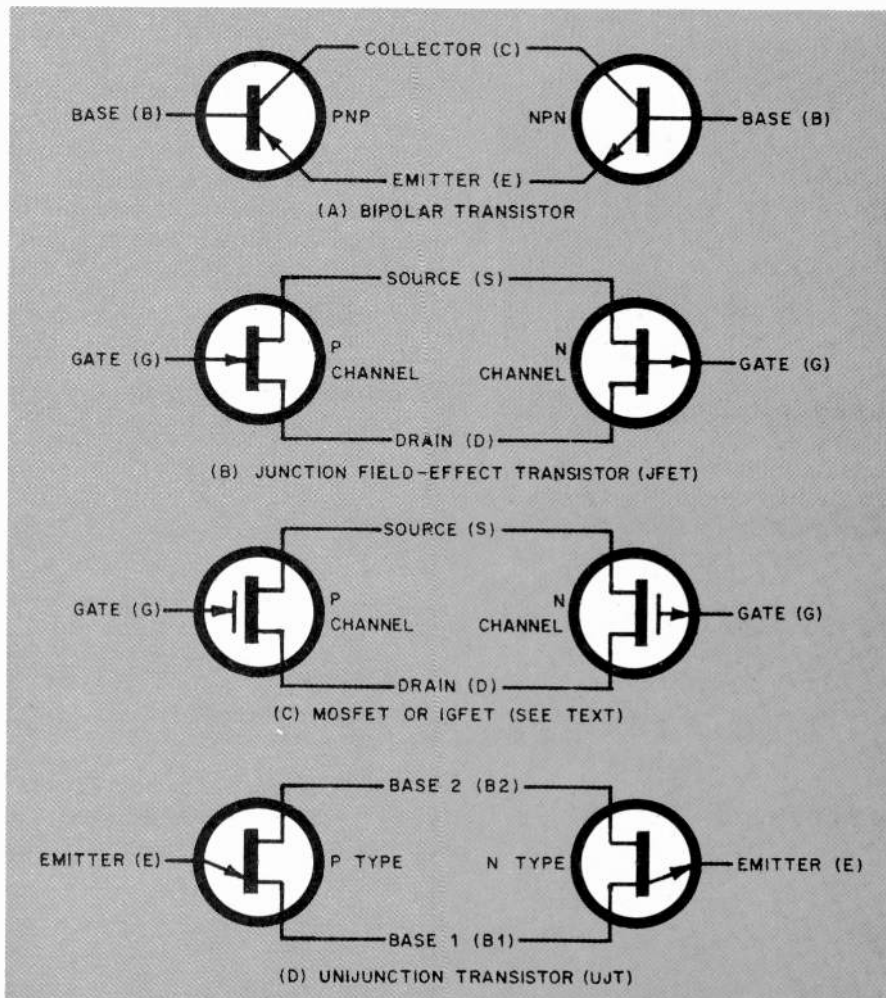 COLLECTOR (C)
BASE (B)
PNP
NPN
BASE (B)
EMITTER (E)
(A) BIPOLAR TRANSISTOR
SOURCE (S)
GATE (G)
P
CHANNEL
N
CHANNEL
GATE (G)
DRAIN (D)
(B) JUNCTION FIELD-EFFECT TRANSISTOR (JFET)
SOURCE (S)
GATE (G)
P
CHANNEL
N
CHANNEL
GATE (G)
DRAIN (D)
(C) MOSFET OR IGFET (SEE TEXT)
BASE 2 (B2)
EMITTER (E)
P TYPE
N TYPE
EMITTER (E)
BASE 1 (B1)
(D) UNIJUNCTION TRANSISTOR (UJT)